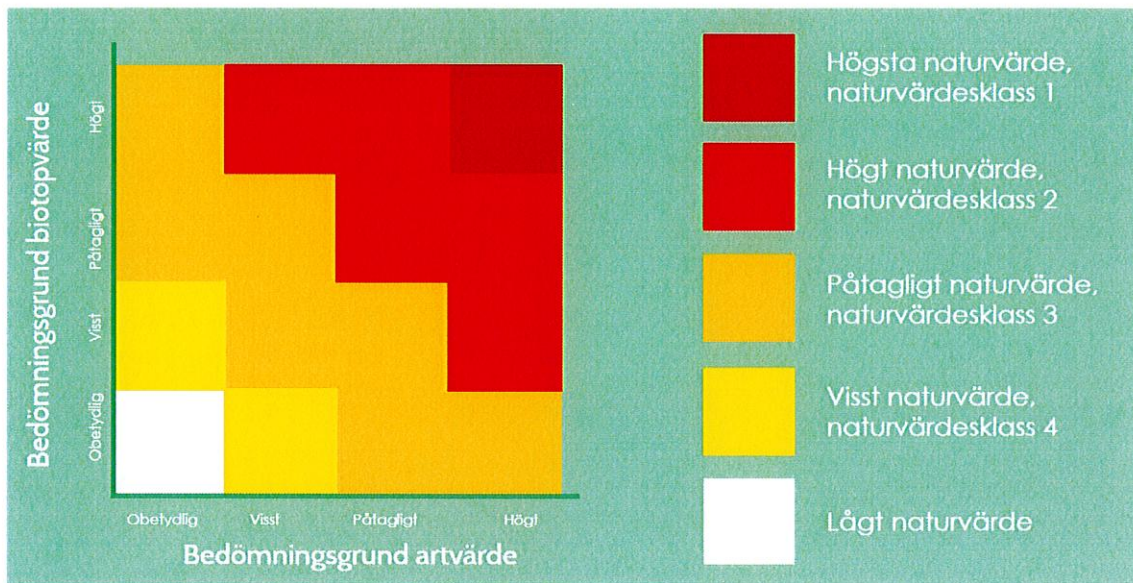 Bedömningsgrund biotopvärde
Högt
Påtagligt
Visst
Obetydlig
Obetydlig
Visst
Påtagligt
Högt
Bedömningsgrund artvärde
Högsta naturvärde,
naturvärdesklass 1
Högt naturvärde,
naturvärdesklass 2
Påtagligt naturvärde,
naturvärdesklass 3
Visst naturvärde,
naturvärdesklass 4
Lågt naturvärde